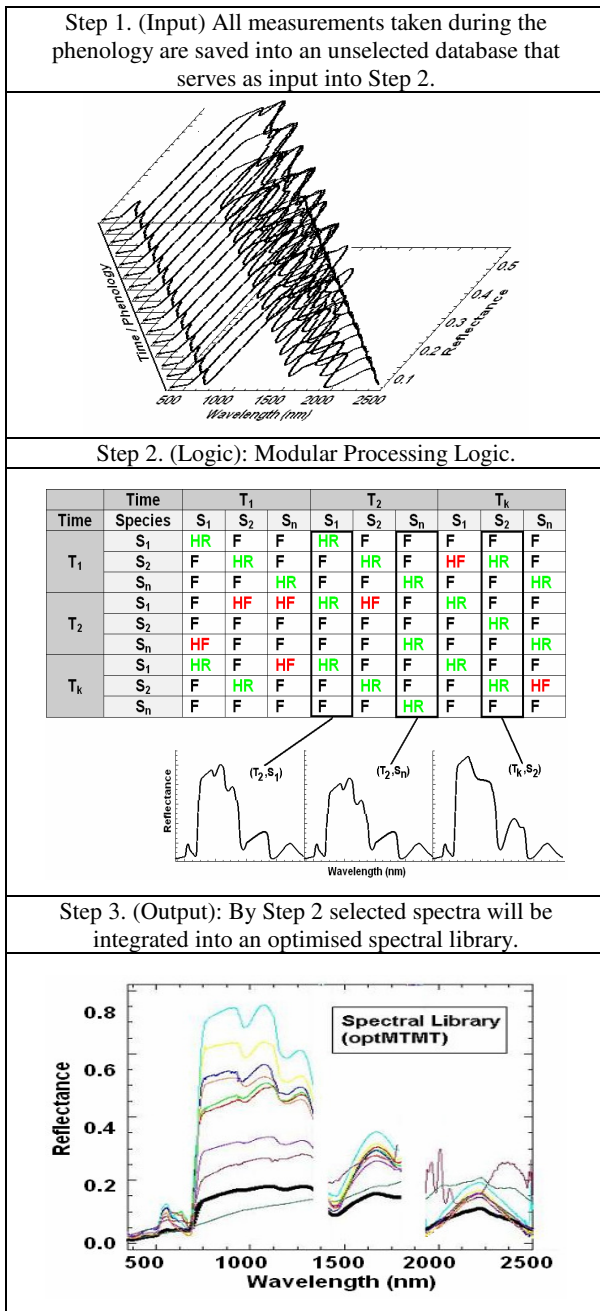 Step 1. (Input) All measurements taken during the
phenology are saved into an unselected database that
serves as input into Step 2.
Time / Phenology
500 1000 1500 2000 2500
Wavelength (nm)
0.1 0.2 0.3 0.4 0.5
Reflectance
Step 2. (Logic): Modular Processing Logic.
Time T1 T2 Tk
Time Species S1 S2 Sn S1 S2 Sn S1 S2 Sn
T1 S1 HR F F HR F F F F F
S2 F HR F F HR F HF HR F
Sn F F HR F F HR F F HR
T2 S1 F HF HF HR HF F HR F F
S2 F F F F F F F HR F
Sn HF F F F F HR F F HR
Tk S1 HR F HF HR F F HR F F
S2 F HR F F HR F F HR HF
Sn F F F F F HR F F F
(T2,S1) (T2,Sn) (Tk,S2)
Reflectance
Wavelength (nm)
Step 3. (Output): By Step 2 selected spectra will be
integrated into an optimised spectral library.
Spectral Library
(optMTMT)
0.8
0.6
0.4
0.2
0.0
Reflectance
500 1000 1500 2000 2500
Wavelength (nm)